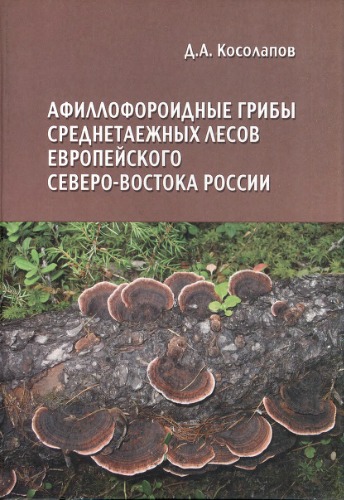 Д.А. Косолапов
АФИЛЛОФОРОИДНЫЕ ГРИБЫ
СРЕДНЕТАЕЖНЫХ ЛЕСОВ
ЕВРОПЕЙСКОГО
СЕВЕРО-ВОСТОКА РОССИИ